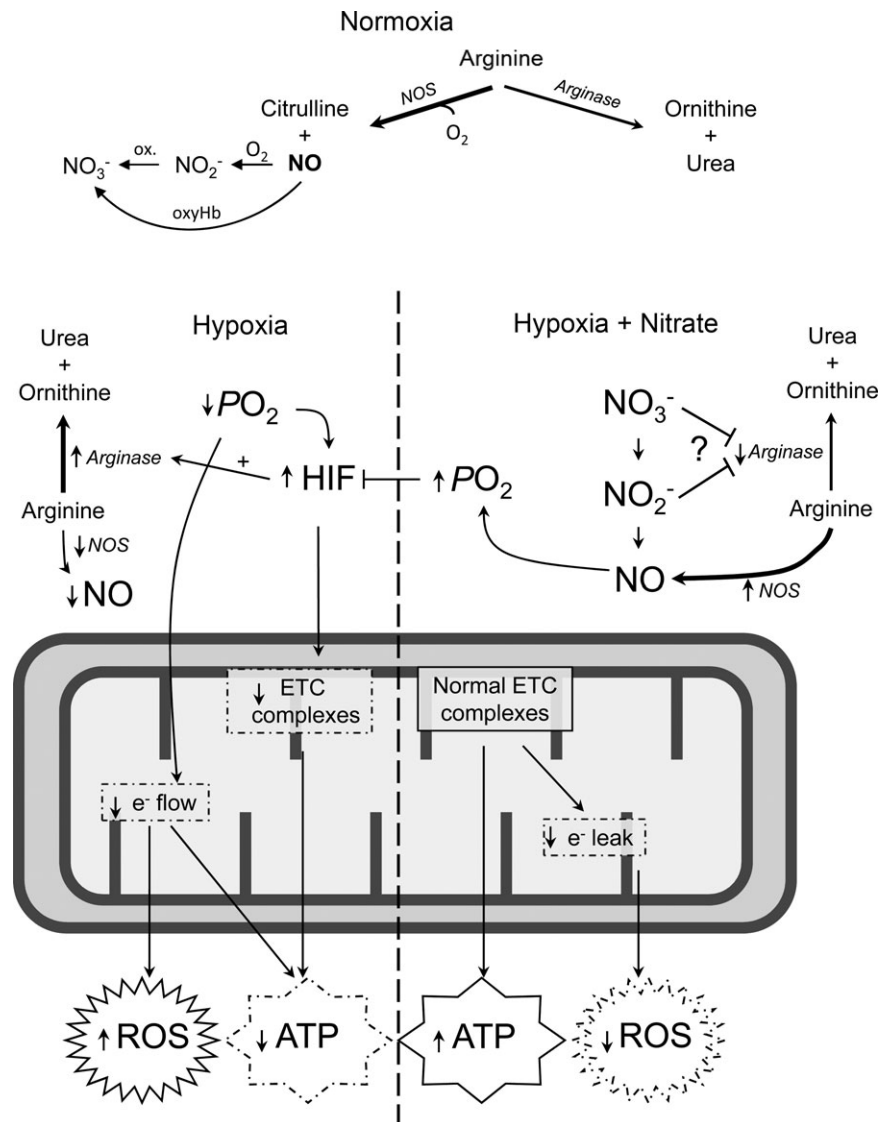 Normoxia
Arginine
NOS
Arginase
O₂
Citrulline
+
NO
Ornithine
+
Urea
NO₃⁻
ox.
NO₂⁻
O₂
oxyHb
Hypoxia
Urea
+
Ornithine
↑ Arginase
Arginine
↓ NOS
↓ NO
↓ PO₂
+
↑ HIF
Hypoxia + Nitrate
↑ PO₂
NO₃⁻
?
NO₂⁻
NO
Urea
+
Ornithine
↓ Arginase
Arginine
↑ NOS
↓ ETC
complexes
Normal ETC
complexes
↓ e⁻ flow
↓ e⁻ leak
↑ ROS
↓ ATP
↑ ATP
↓ ROS